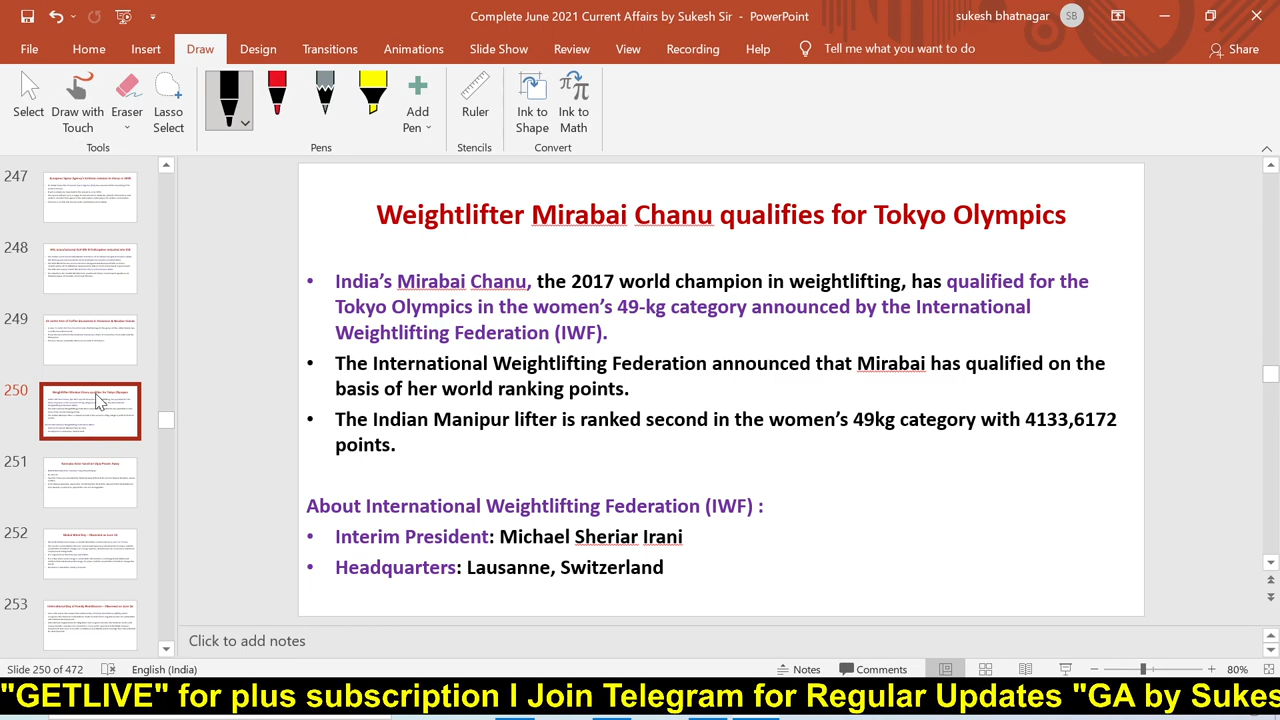 Complete June 2021 Current Affairs by Sukesh Sir - PowerPoint
sukesh bhatnagar
SB
File
Home
Insert
Draw
Design
Transitions
Animations
Slide Show
Review
View
Recording
Help
Tell me what you want to do
Share
Select
Draw with Touch
Eraser
Lasso Select
Add Pen
Ruler
Ink to Shape
Ink to Math
Tools
Pens
Stencils
Convert
247
248
249
250
251
252
253
Weightlifter Mirabai Chanu qualifies for Tokyo Olympics
• India's Mirabai Chanu, the 2017 world champion in weightlifting, has qualified for the
Tokyo Olympics in the women's 49-kg category announced by the International
Weightlifting Federation (IWF).
• The International Weightlifting Federation announced that Mirabai has qualified on the
basis of her world ranking points.
The Indian Manipur lifter is ranked second in the women's 49kg category with 4133,6172
points.
About International Weightlifting Federation (IWF) :
• Interim President: Michael Sheriar Irani
• Headquarters: Lausanne, Switzerland
Click to add notes
Slide 250 of 472
English (India)
Notes
Comments
80%
"GETLIVE" for plus subscription I Join Telegram for Regular Updates "GA by Sukes